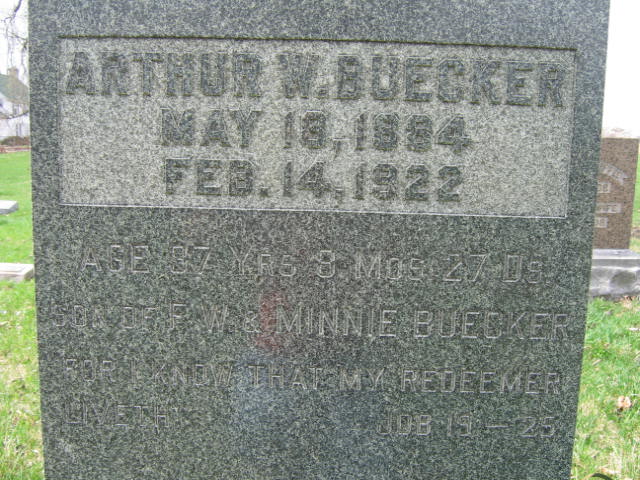 ARTHUR W. BUECKER
MAY 18, 1884
FEB. 14, 1922
AGE 37 YRS 8 MOS 27 DS
SON OF F. W. & MINNIE BUECKER
FOR I KNOW THAT MY REDEEMER
LIVETH JOB 19 — 25